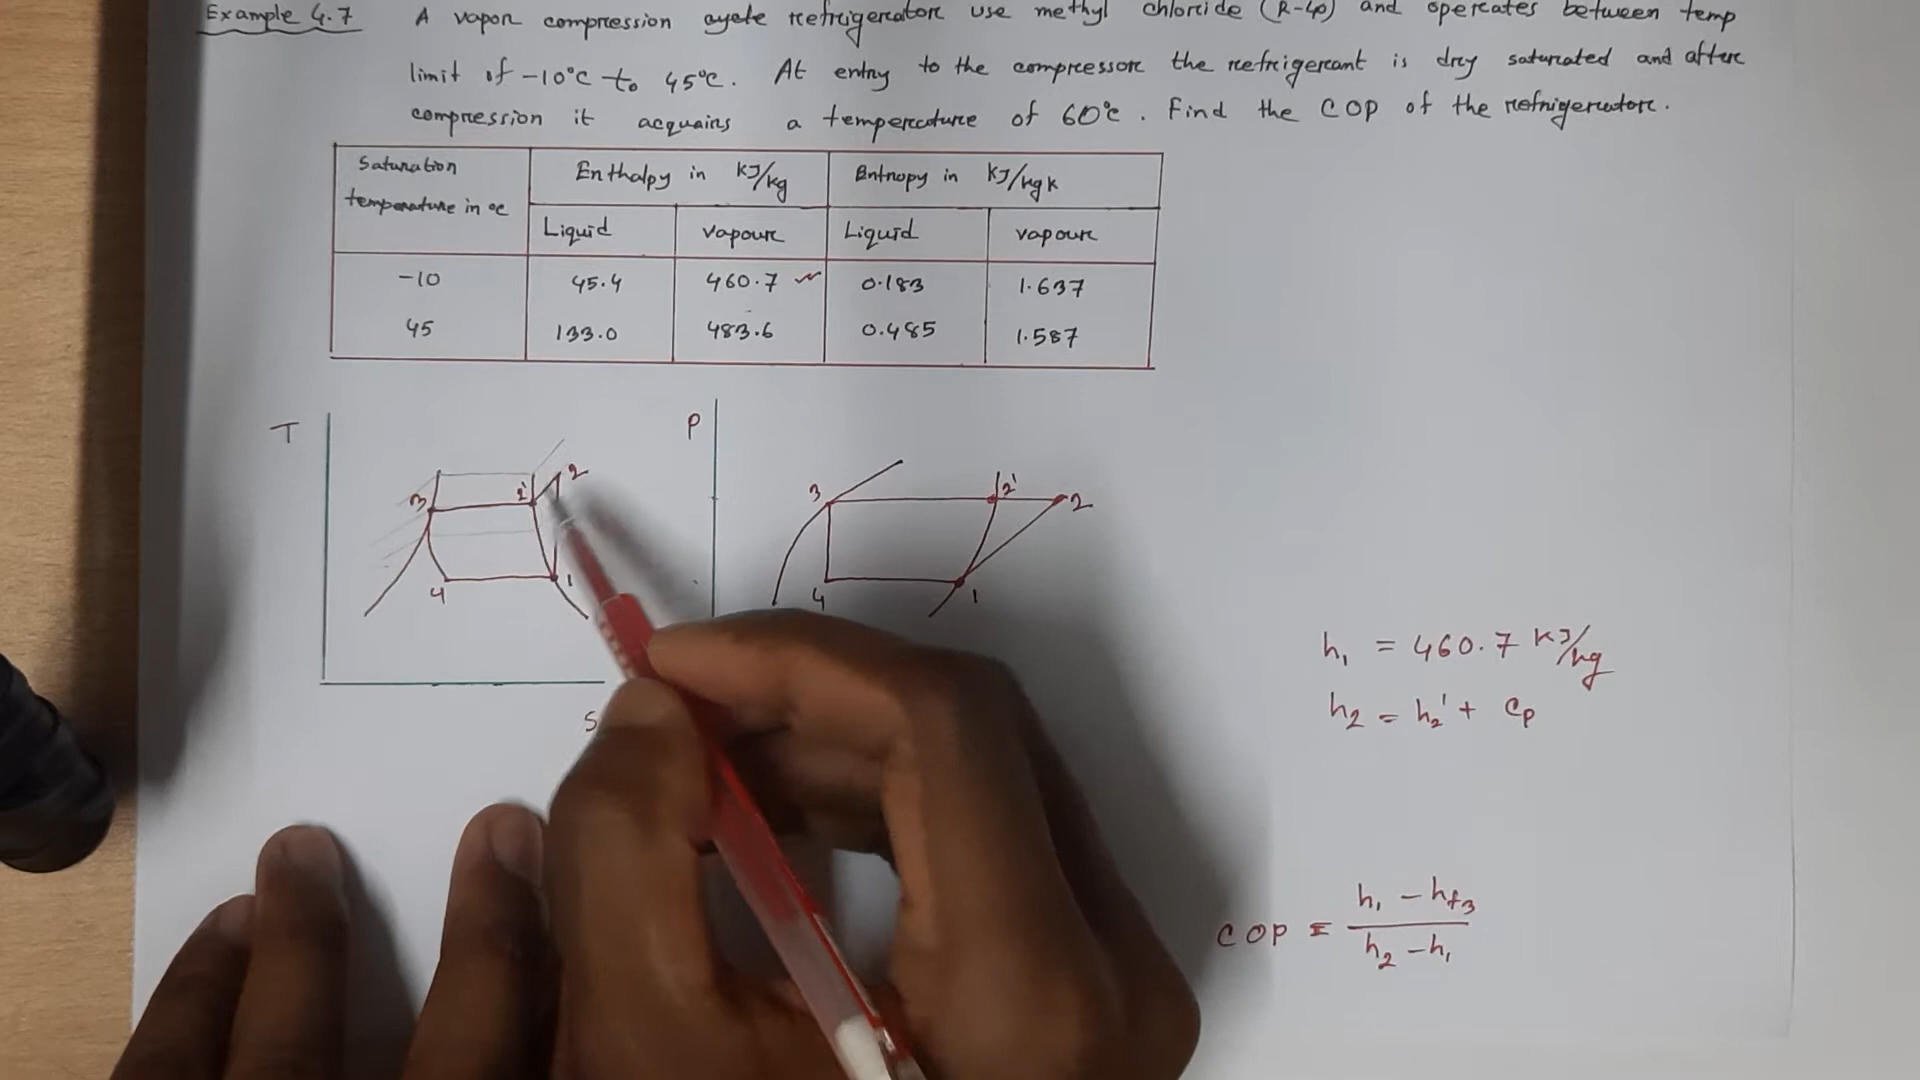 Example 4.7 A vapor compression cycle refrigerator use methyl chloride (R-40) and operates between temp
limit of -10°C to 45°C. At entry to the compressor the refrigerant is dry saturated and after
compression it acquairs a temperature of 60°C. Find the COP of the refrigerator.
Saturation temperature in °C
Enthalpy in KJ/kg
Entropy in KJ/kgk
Liquid vapour Liquid vapour
-10 45.4 460.7 0.183 1.637
45 133.0 483.6 0.485 1.587
T
3 2' 2
4 1
S
P
3 2' 2
4 1
h₁ = 460.7 KJ/kg
h₂ = h₂' + Cp
COP = h₁ - hf₃ / h₂ - h₁